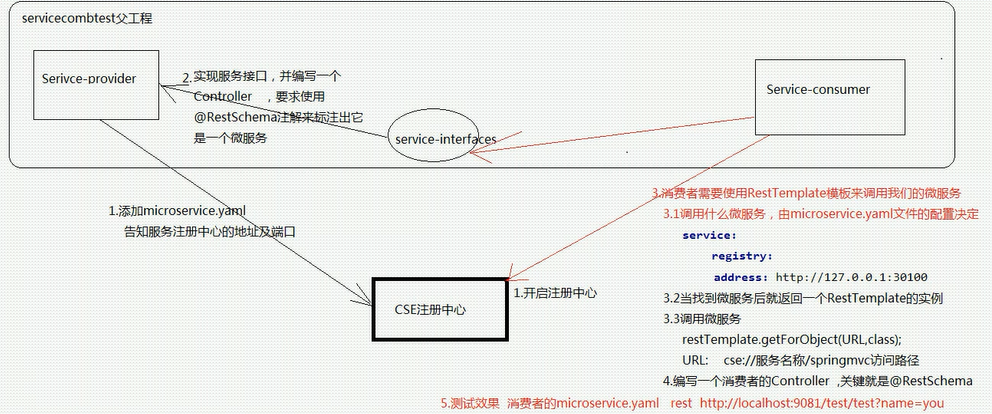 servicecombtest父工程
Serivce-provider
2.实现服务接口，并编写一个
Controller ，要求使用
@RestSchema注解来标注出它
是一个微服务
service-interfaces
Service-consumer
1.添加microservice.yaml
告知服务注册中心的地址及端口
CSE注册中心
1.开启注册中心
3.消费者需要使用RestTemplate模板来调用我们的微服务
3.1调用什么微服务，由microservice.yaml文件的配置决定
service:
registry:
address: http://127.0.0.1:30100
3.2当找到微服务后就返回一个RestTemplate的实例
3.3调用微服务
restTemplate.getForObject(URL,class);
URL: cse://服务名称/springmvc访问路径
4.编写一个消费者的Controller ,关键就是@RestSchema
5.测试效果 消费者的microservice.yaml rest http://localhost:9081/test/test?name=you